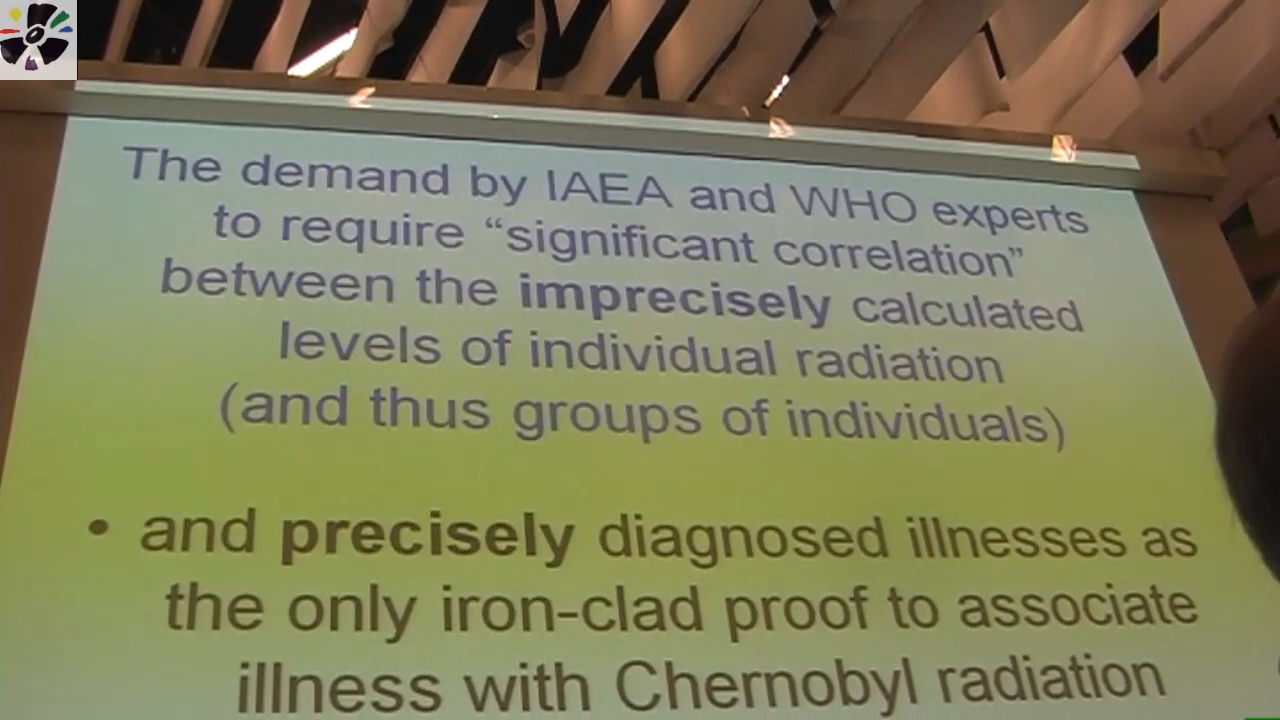 The demand by IAEA and WHO experts
to require “significant correlation”
between the imprecisely calculated
levels of individual radiation
(and thus groups of individuals)
• and precisely diagnosed illnesses as
the only iron-clad proof to associate
illness with Chernobyl radiation